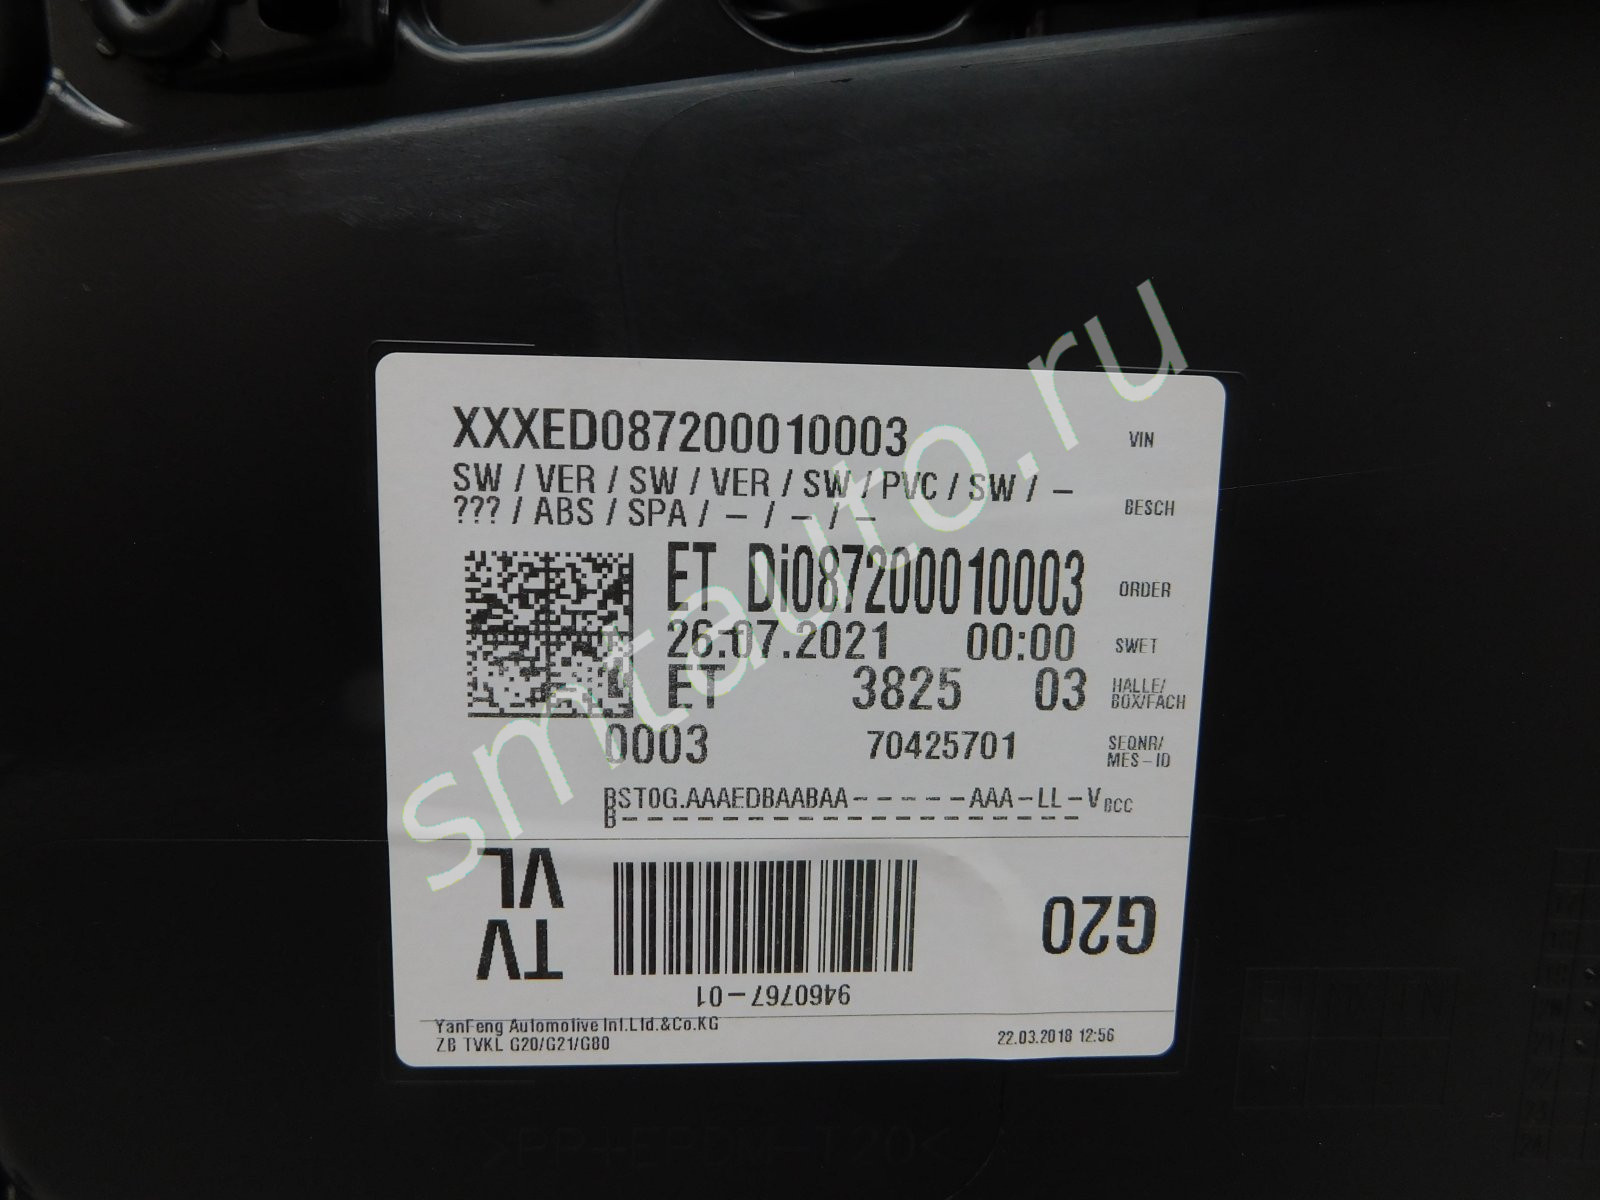 XXXED087200010003 VIN
SW / VER / SW / VER / SW / PVC / SW / –
??? / ABS / SPA / – / – / – BESCH
ET Di087200010003 ORDER
26.07.2021 00:00 SWET
ET 3825 03 HALLE/
BOX/FACH
0003 70425701 SEQNR/
MES-ID
BST0G.AAAEDBAABAA-----AAA-LL-V BCC
B--------------------
TV
VL
G20
9460767-01
YanFeng Automotive Int.Ltd.&Co.KG
ZB TVKL G20/G21/G80
22.03.2018 12:56
smtauto.ru